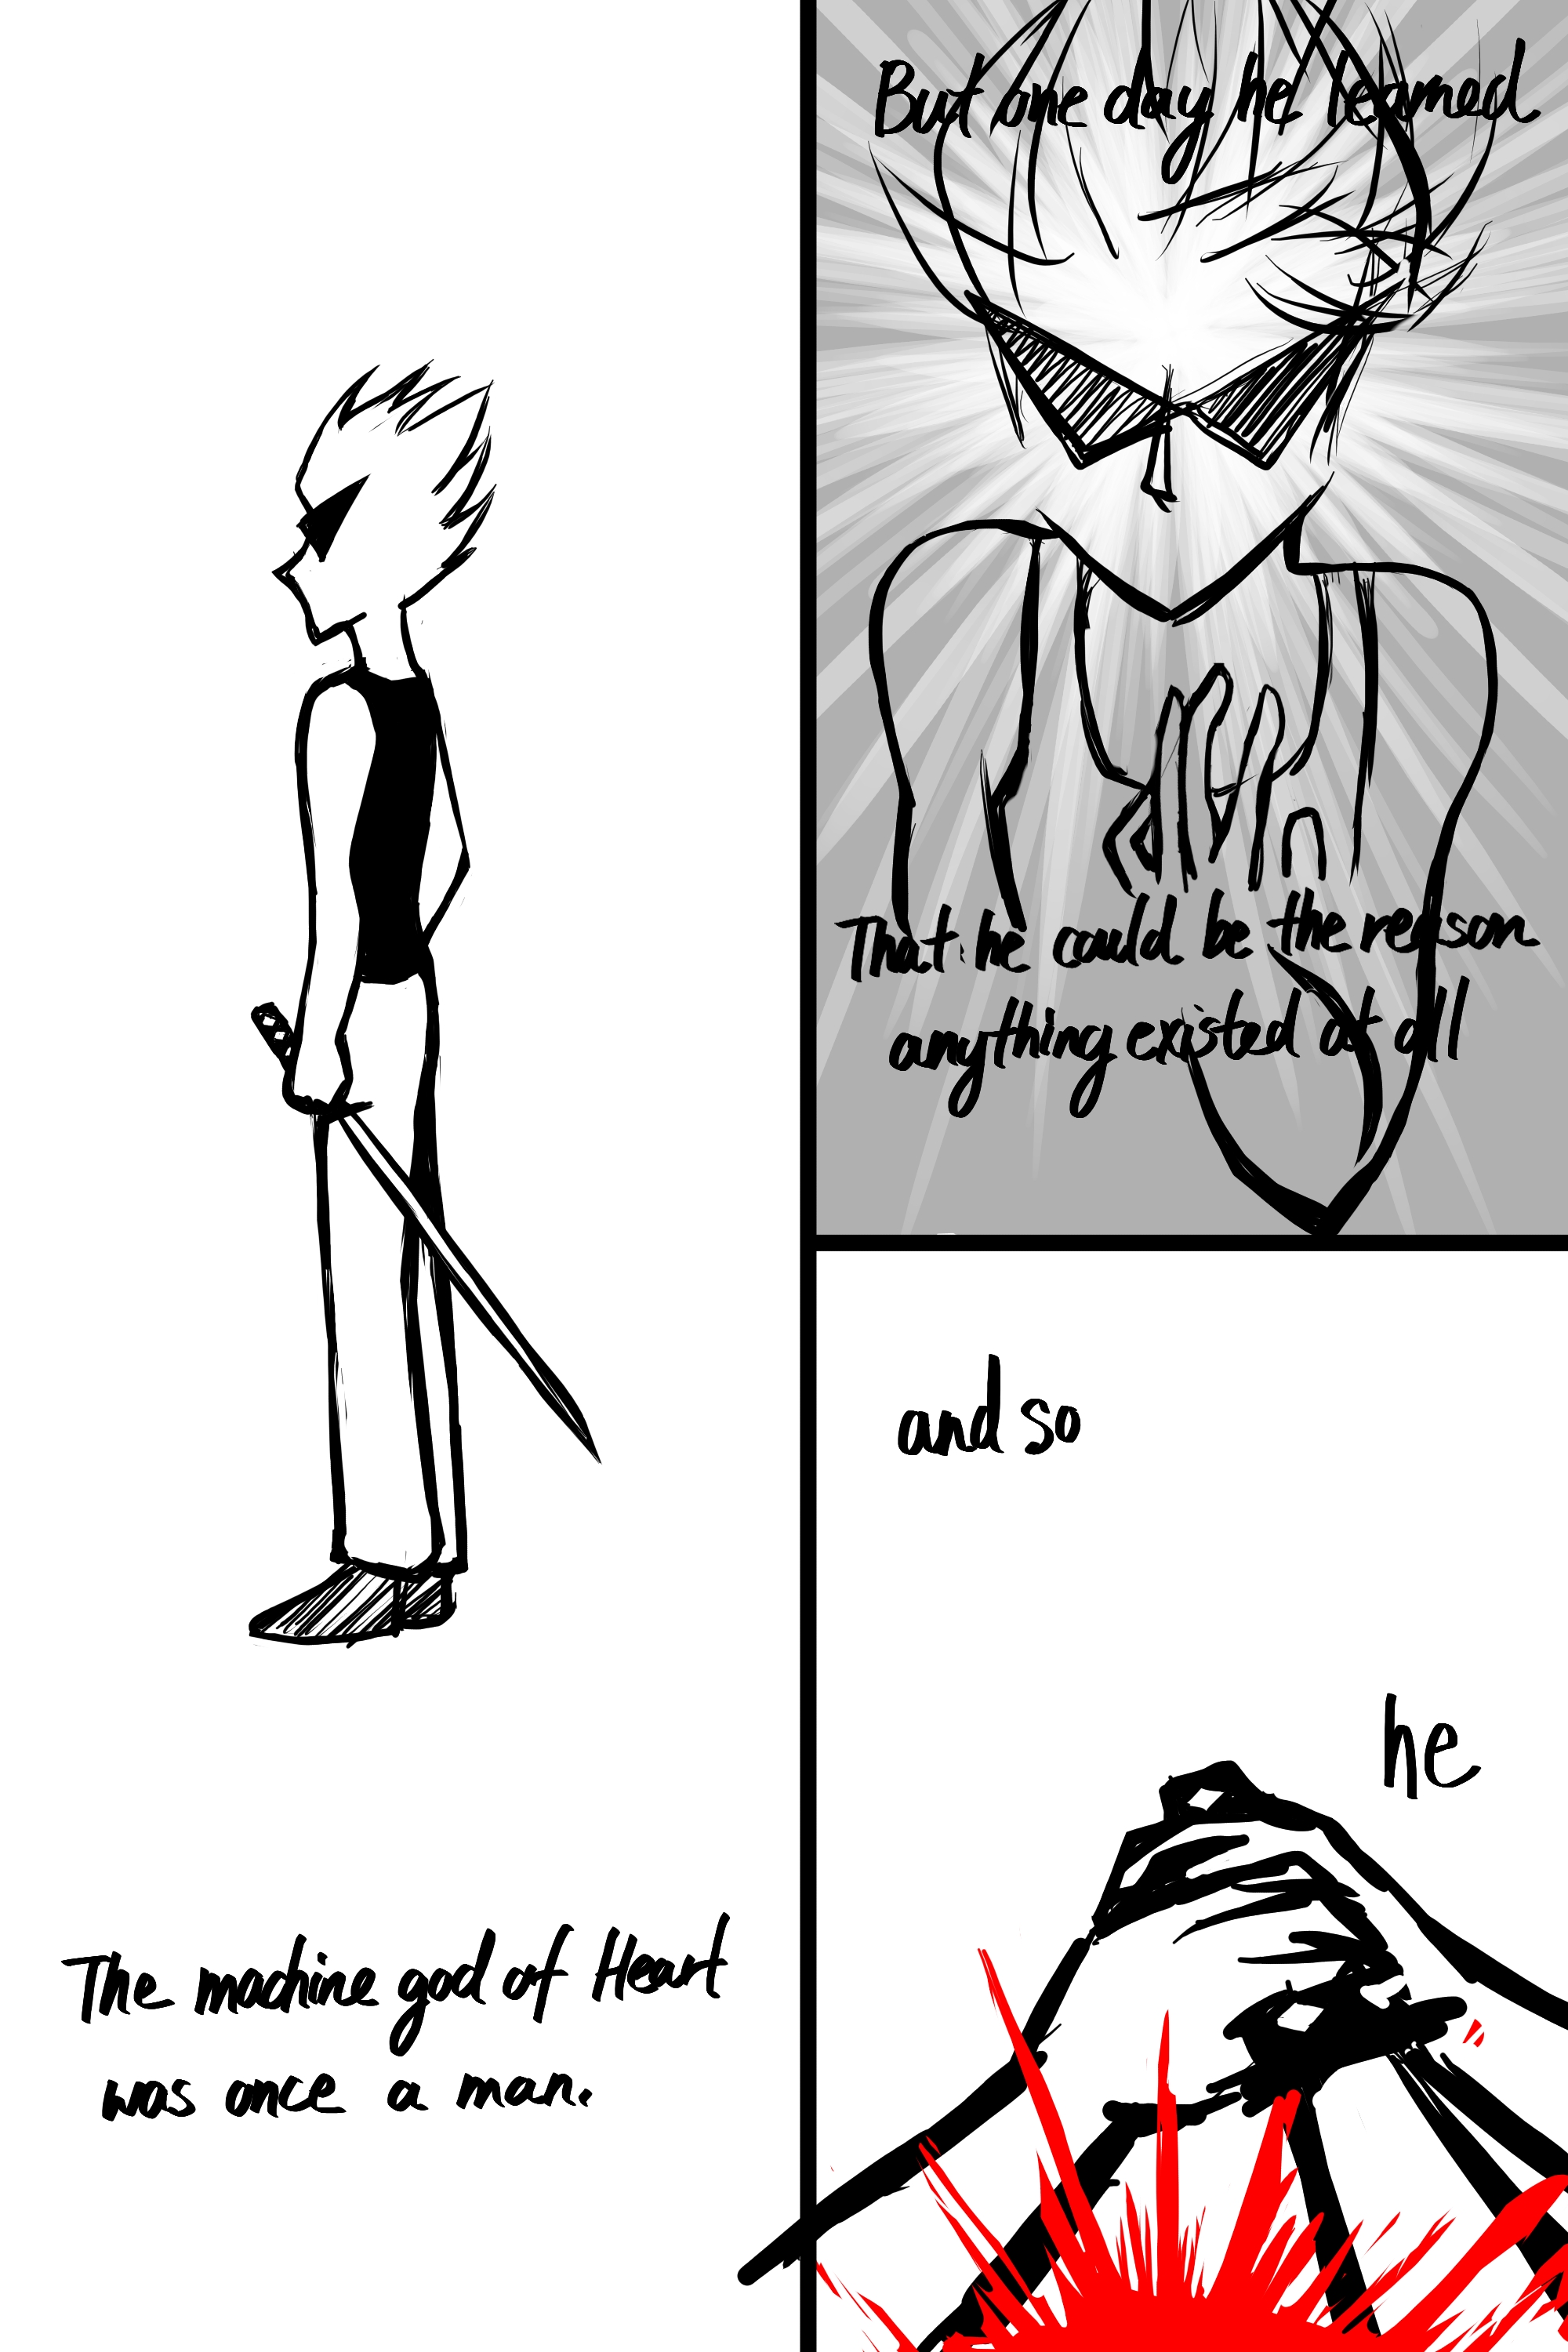 The machine god of Heart
was once a man.
But one day he learned
That he could be the reason
anything existed at all
and so
he